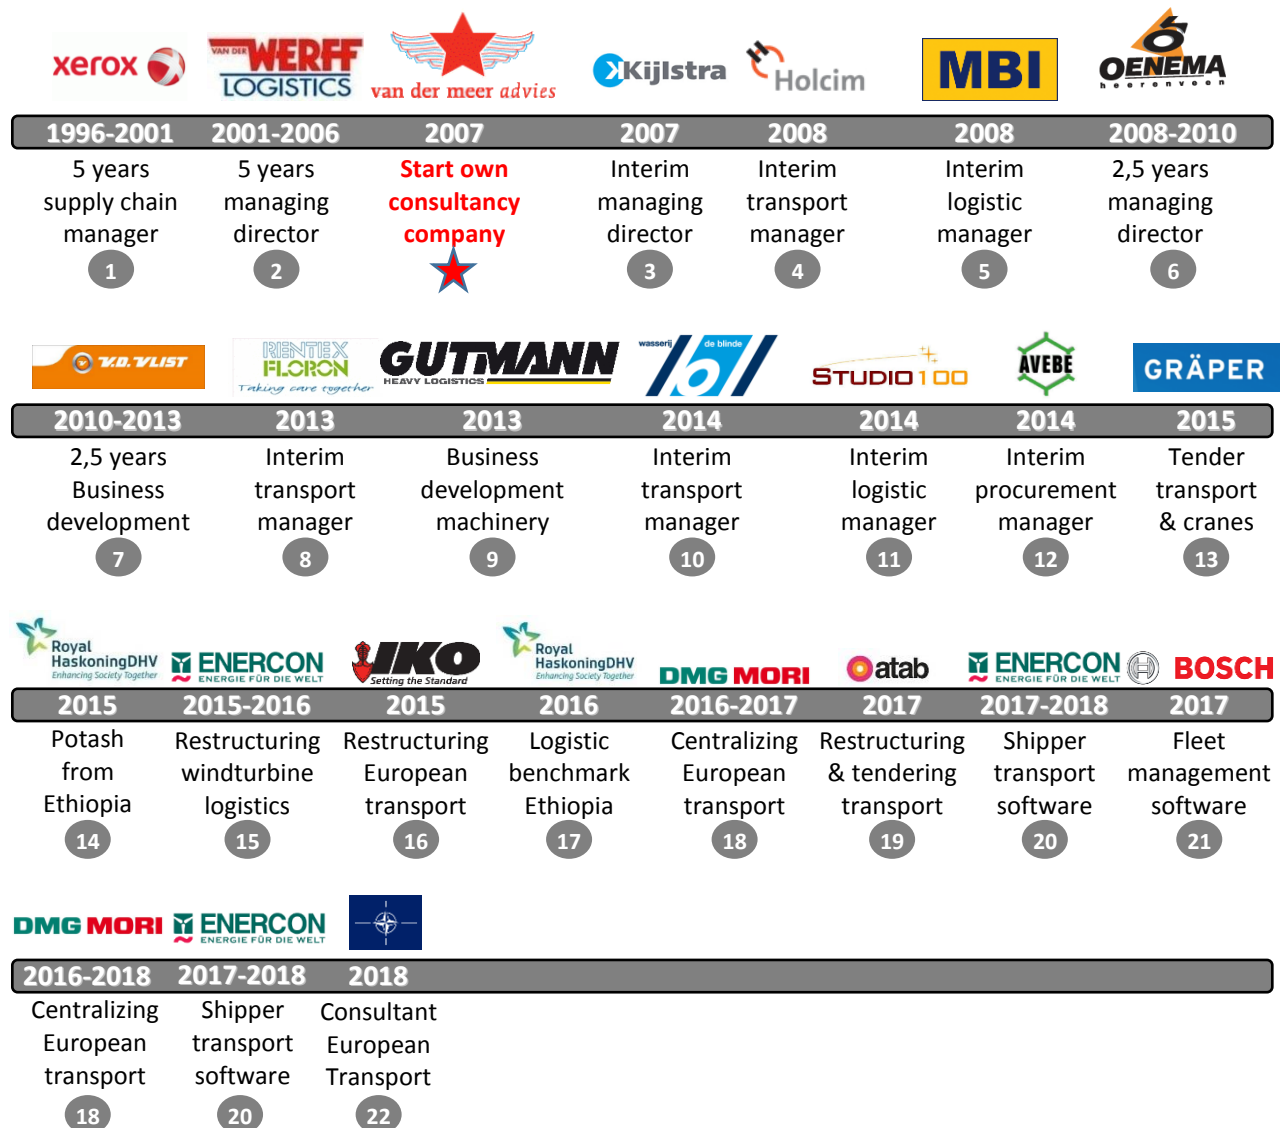 xerox
VAN DER WERFF
LOGISTICS
van der meer advies
Kijlstra
Holcim
MBI
OENEMA
heerenveen
1996-2001 2001-2006 2007 2007 2008 2008 2008-2010
5 years
supply chain
manager
1
5 years
managing
director
2
Start own
consultancy
company
Interim
managing
director
3
Interim
transport
manager
4
Interim
logistic
manager
5
2,5 years
managing
director
6
V.D. VLIST
RENTEX
FLORON
Taking care together
GUTMANN
HEAVY LOGISTICS
wasserij de blinde
b
STUDIO 100
AVEBE
GRÄPER
2010-2013 2013 2013 2014 2014 2014 2015
2,5 years
Business
development
7
Interim
transport
manager
8
Business
development
machinery
9
Interim
transport
manager
10
Interim
logistic
manager
11
Interim
procurement
manager
12
Tender
transport
& cranes
13
Royal
HaskoningDHV
Enhancing Society Together
ENERCON
ENERGIE FÜR DIE WELT
IKO
Setting the Standard
Royal
HaskoningDHV
Enhancing Society Together
DMG MORI
atab
ENERCON
ENERGIE FÜR DIE WELT
BOSCH
2015 2015-2016 2015 2016 2016-2017 2017 2017-2018 2017
Potash
from
Ethiopia
14
Restructuring
windturbine
logistics
15
Restructuring
European
transport
16
Logistic
benchmark
Ethiopia
17
Centralizing
European
transport
18
Restructuring
& tendering
transport
19
Shipper
transport
software
20
Fleet
management
software
21
DMG MORI
ENERCON
ENERGIE FÜR DIE WELT
2016-2018 2017-2018 2018
Centralizing
European
transport
18
Shipper
transport
software
20
Consultant
European
Transport
22